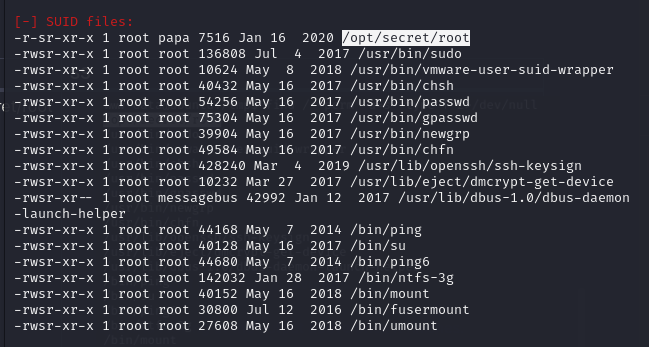 [-] SUID files:
-r-sr-xr-x 1 root papa 7516 Jan 16  2020 /opt/secret/root
-rwsr-xr-x 1 root root 136808 Jul  4  2017 /usr/bin/sudo
-rwsr-xr-x 1 root root 10624 May  8  2018 /usr/bin/vmware-user-suid-wrapper
-rwsr-xr-x 1 root root 40432 May 16  2017 /usr/bin/chsh
-rwsr-xr-x 1 root root 54256 May 16  2017 /usr/bin/passwd
-rwsr-xr-x 1 root root 75304 May 16  2017 /usr/bin/gpasswd
-rwsr-xr-x 1 root root 39904 May 16  2017 /usr/bin/newgrp
-rwsr-xr-x 1 root root 49584 May 16  2017 /usr/bin/chfn
-rwsr-xr-x 1 root root 428240 Mar  4  2019 /usr/lib/openssh/ssh-keysign
-rwsr-xr-x 1 root root 10232 Mar 27  2017 /usr/lib/eject/dmcrypt-get-device
-rwsr-xr-- 1 root messagebus 42992 Jan 12  2017 /usr/lib/dbus-1.0/dbus-daemon
-launch-helper
-rwsr-xr-x 1 root root 44168 May  7  2014 /bin/ping
-rwsr-xr-x 1 root root 40128 May 16  2017 /bin/su
-rwsr-xr-x 1 root root 44680 May  7  2014 /bin/ping6
-rwsr-xr-x 1 root root 142032 Jan 28  2017 /bin/ntfs-3g
-rwsr-xr-x 1 root root 40152 May 16  2018 /bin/mount
-rwsr-xr-x 1 root root 30800 Jul 12  2016 /bin/fusermount
-rwsr-xr-x 1 root root 27608 May 16  2018 /bin/umount